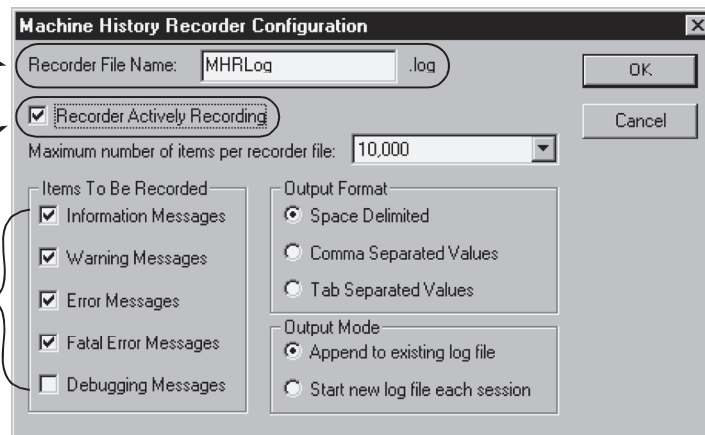 Machine History Recorder Configuration
Recorder File Name: MHRLog .log
OK
Recorder Actively Recording
Cancel
Maximum number of items per recorder file: 10,000
Items To Be Recorded
Information Messages
Warning Messages
Error Messages
Fatal Error Messages
Debugging Messages
Output Format
Space Delimited
Comma Separated Values
Tab Separated Values
Output Mode
Append to existing log file
Start new log file each session